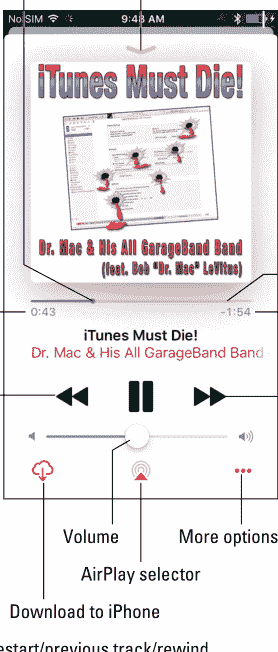 No SIM 9:48 AM
iTunes Must Die!
Dr. Mac & His All GarageBand Band
(feat. Bob "Dr. Mac" LeVitus)
0:43 -1:54
iTunes Must Die!
Dr. Mac & His All GarageBand Band -
Volume More options
AirPlay selector
Download to iPhone
estart/previous track/rewind